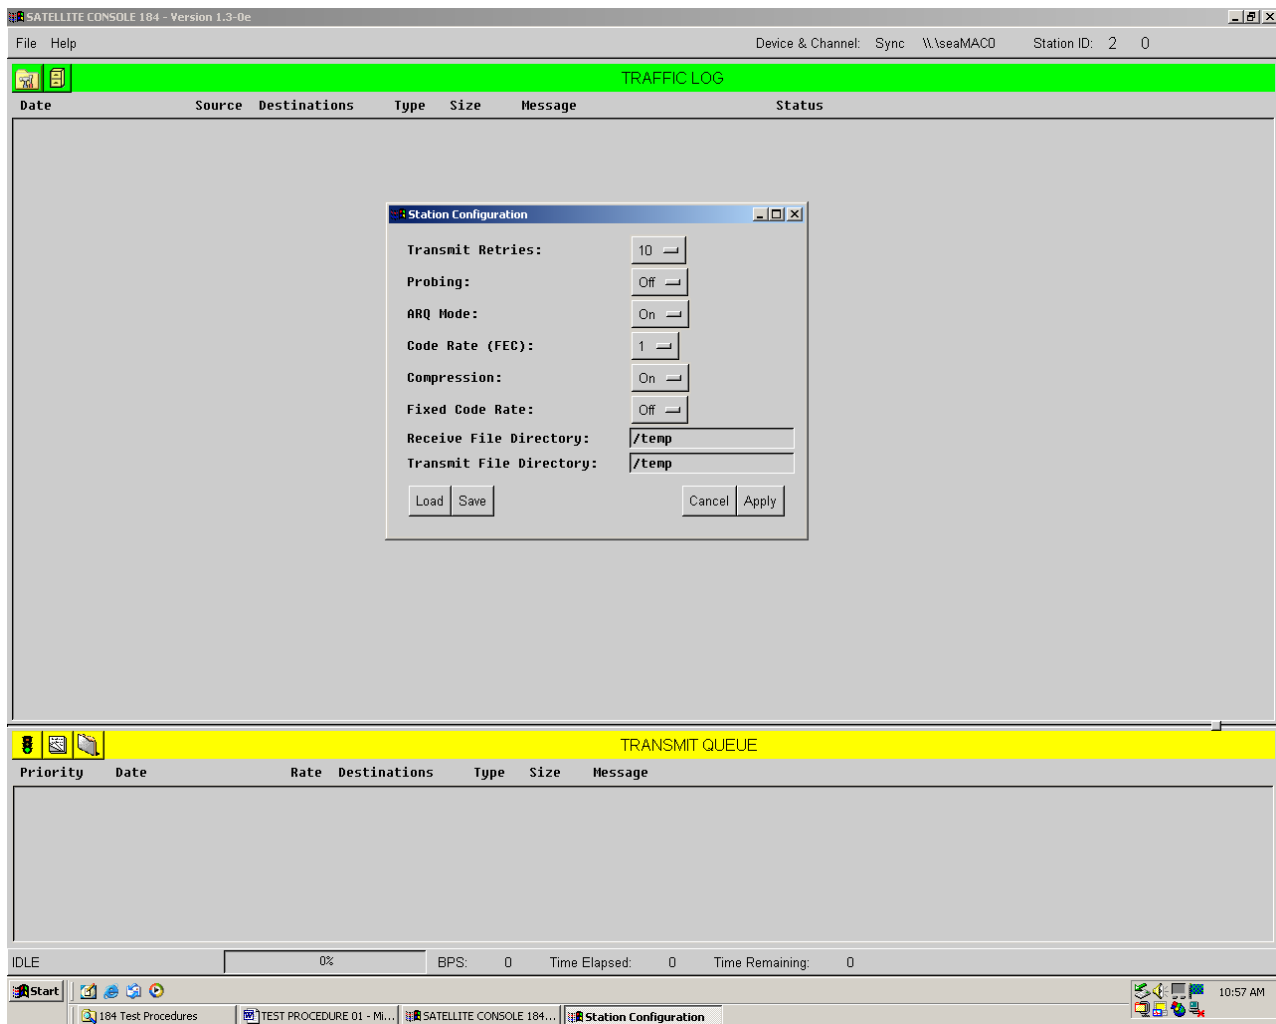 SATELLITE CONSOLE 184 - Version 1.3-0e
File Help Device & Channel: Sync \\.\seaMAC0 Station ID: 2 0
TRAFFIC LOG
Date Source Destinations Type Size Message Status
Station Configuration
Transmit Retries: 10
Probing: Off
ARQ Mode: On
Code Rate (FEC): 1
Compression: On
Fixed Code Rate: Off
Receive File Directory: /temp
Transmit File Directory: /temp
Load Save Cancel Apply
TRANSMIT QUEUE
Priority Date Rate Destinations Type Size Message
IDLE 0% BPS: 0 Time Elapsed: 0 Time Remaining: 0
Start 10:57 AM
184 Test Procedures TEST PROCEDURE 01 - Mi... SATELLITE CONSOLE 184... Station Configuration